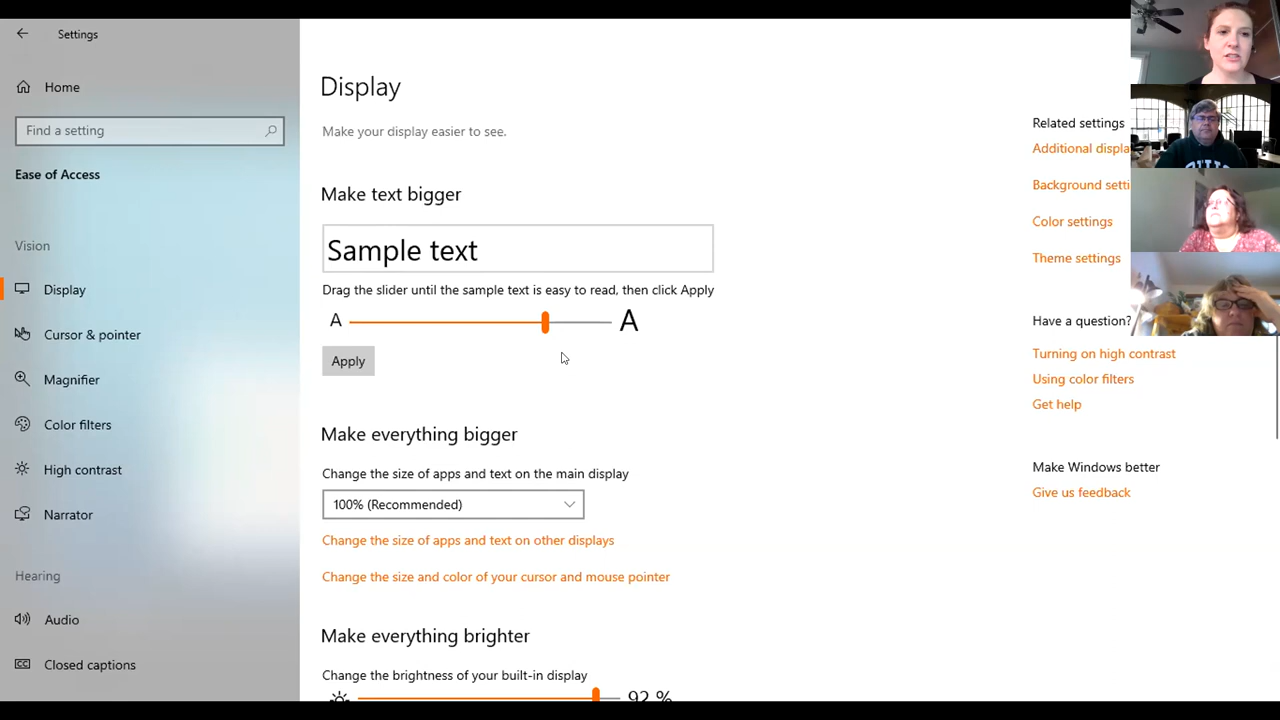 Settings
Home
Find a setting
Ease of Access
Vision
Display
Cursor & pointer
Magnifier
Color filters
High contrast
Narrator
Hearing
Audio
Closed captions
Display
Make your display easier to see.
Make text bigger
Sample text
Drag the slider until the sample text is easy to read, then click Apply
A A
Apply
Make everything bigger
Change the size of apps and text on the main display
100% (Recommended)
Change the size of apps and text on other displays
Change the size and color of your cursor and mouse pointer
Make everything brighter
Change the brightness of your built-in display
92 %
Related settings
Additional displa
Background setti
Color settings
Theme settings
Have a question?
Turning on high contrast
Using color filters
Get help
Make Windows better
Give us feedback